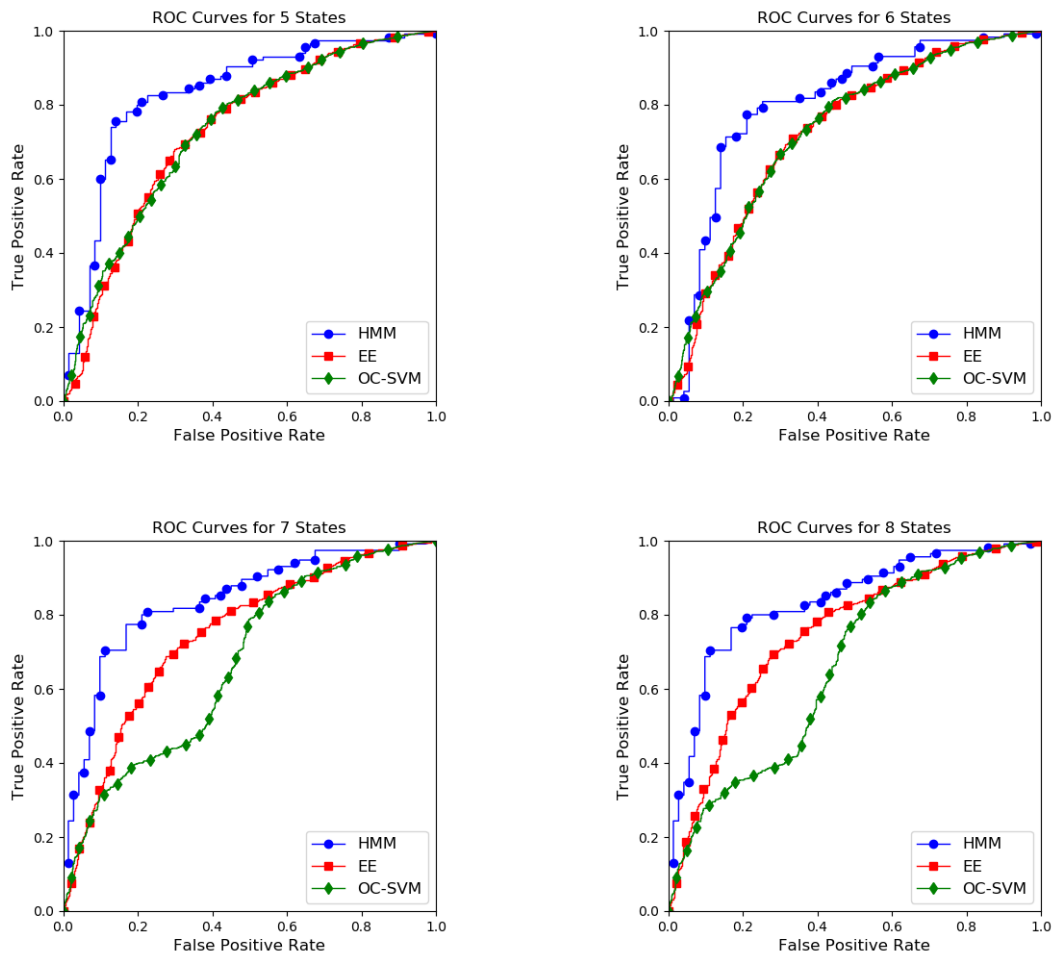 ROC Curves for 5 States
True Positive Rate
1.0
0.8
0.6
0.4
0.2
0.0
HMM
EE
OC-SVM
0.0 0.2 0.4 0.6 0.8 1.0
False Positive Rate
ROC Curves for 6 States
True Positive Rate
1.0
0.8
0.6
0.4
0.2
0.0
HMM
EE
OC-SVM
0.0 0.2 0.4 0.6 0.8 1.0
False Positive Rate
ROC Curves for 7 States
True Positive Rate
1.0
0.8
0.6
0.4
0.2
0.0
HMM
EE
OC-SVM
0.0 0.2 0.4 0.6 0.8 1.0
False Positive Rate
ROC Curves for 8 States
True Positive Rate
1.0
0.8
0.6
0.4
0.2
0.0
HMM
EE
OC-SVM
0.0 0.2 0.4 0.6 0.8 1.0
False Positive Rate